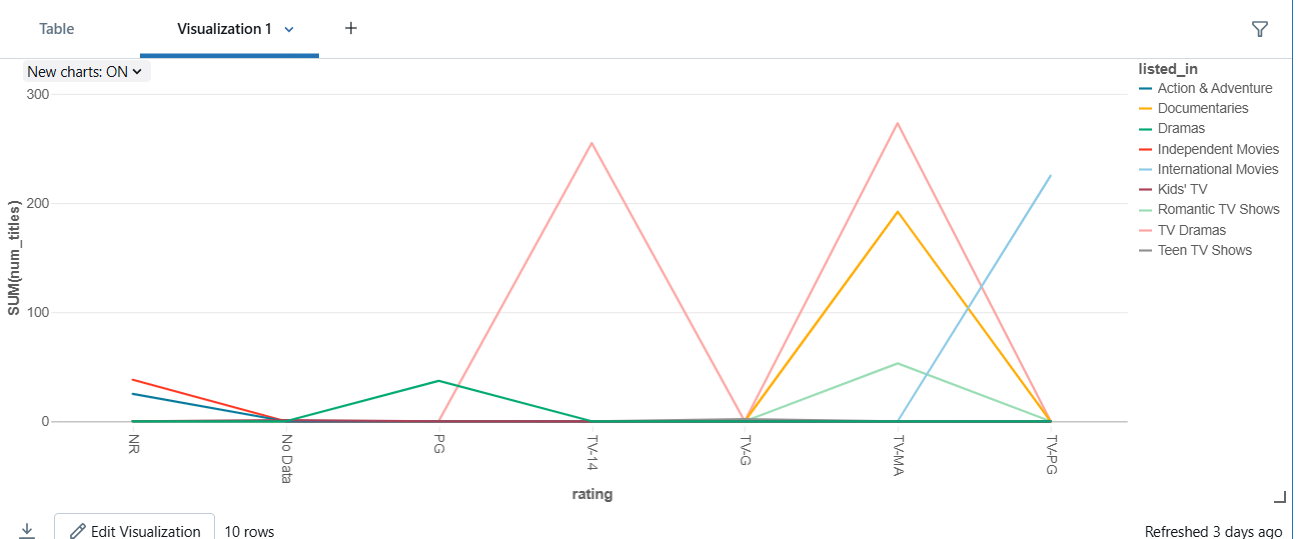 Table
Visualization 1
+
New charts: ON
listed_in
Action & Adventure
Documentaries
Dramas
Independent Movies
International Movies
Kids' TV
Romantic TV Shows
TV Dramas
Teen TV Shows
SUM(num_titles)
300
200
100
0
NR
No Data
PG
TV-14
TV-G
TV-MA
TV-PG
rating
Edit Visualization
10 rows
Refreshed 3 days ago